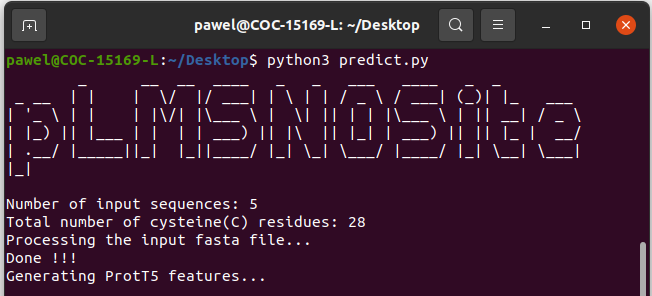 pawel@COC-15169-L: ~/Desktop
pawel@COC-15169-L:~/Desktop$ python3 predict.py
pLMSNOSite
Number of input sequences: 5
Total number of cysteine(C) residues: 28
Processing the input fasta file...
Done !!!
Generating ProtT5 features...